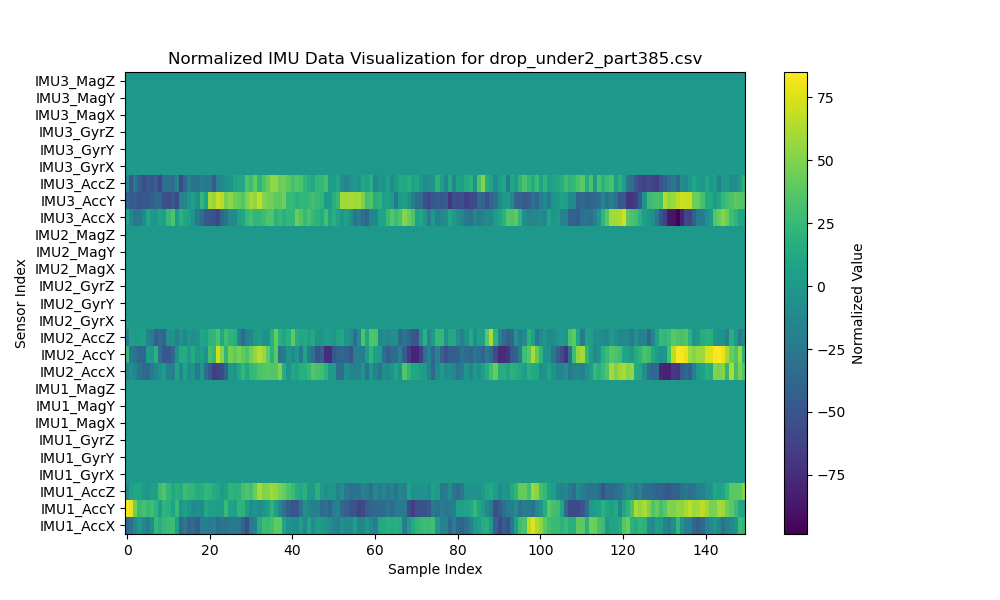 Normalized IMU Data Visualization for drop_under2_part385.csv
IMU3_MagZ
IMU3_MagY
IMU3_MagX
IMU3_GyrZ
IMU3_GyrY
IMU3_GyrX
IMU3_AccZ
IMU3_AccY
IMU3_AccX
IMU2_MagZ
IMU2_MagY
IMU2_MagX
IMU2_GyrZ
IMU2_GyrY
IMU2_GyrX
IMU2_AccZ
IMU2_AccY
IMU2_AccX
IMU1_MagZ
IMU1_MagY
IMU1_MagX
IMU1_GyrZ
IMU1_GyrY
IMU1_GyrX
IMU1_AccZ
IMU1_AccY
IMU1_AccX
Sensor Index
0 20 40 60 80 100 120 140
Sample Index
75
50
25
0
−25
−50
−75
Normalized Value